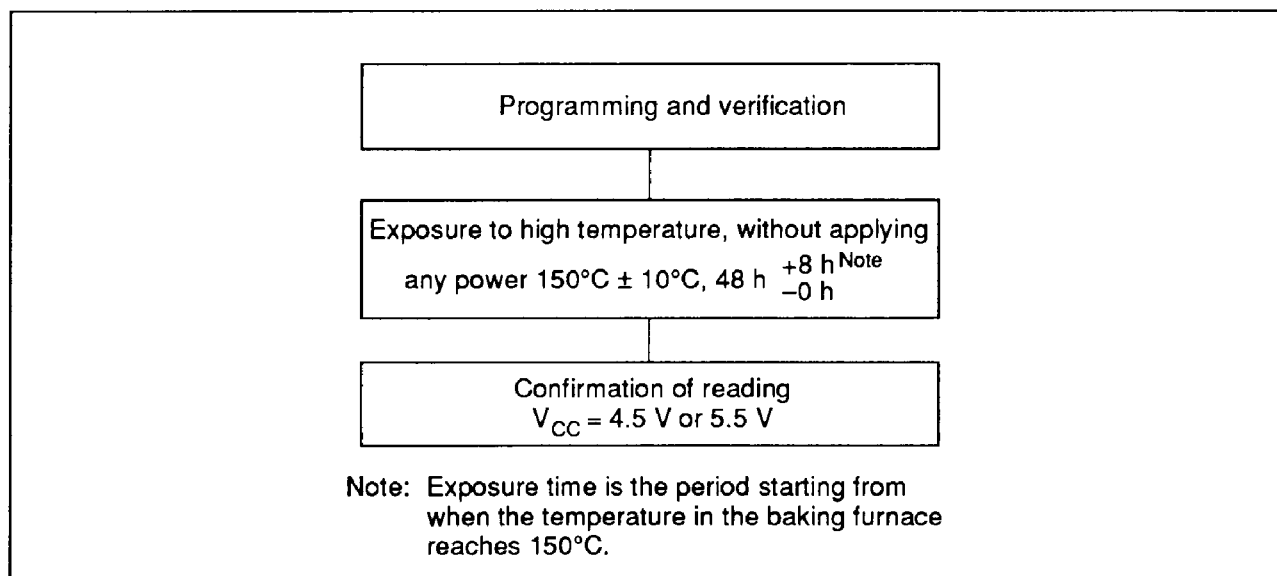 Programming and verification
Exposure to high temperature, without applying
any power 150°C ± 10°C, 48 h +8 h Note
−0 h
Confirmation of reading
VCC = 4.5 V or 5.5 V
Note: Exposure time is the period starting from
when the temperature in the baking furnace
reaches 150°C.